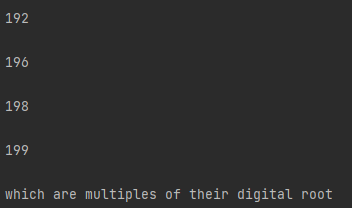 192
196
198
199
which are multiples of their digital root